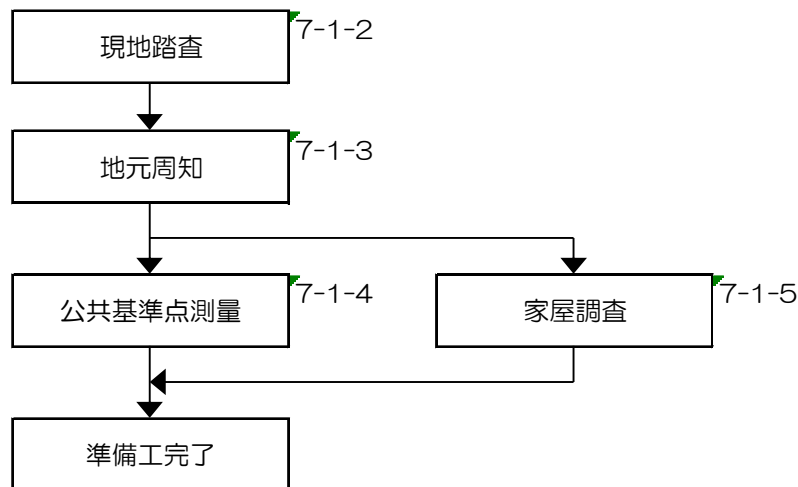 現地踏査
7-1-2
地元周知
7-1-3
公共基準点測量
7-1-4
家屋調査
7-1-5
準備工完了